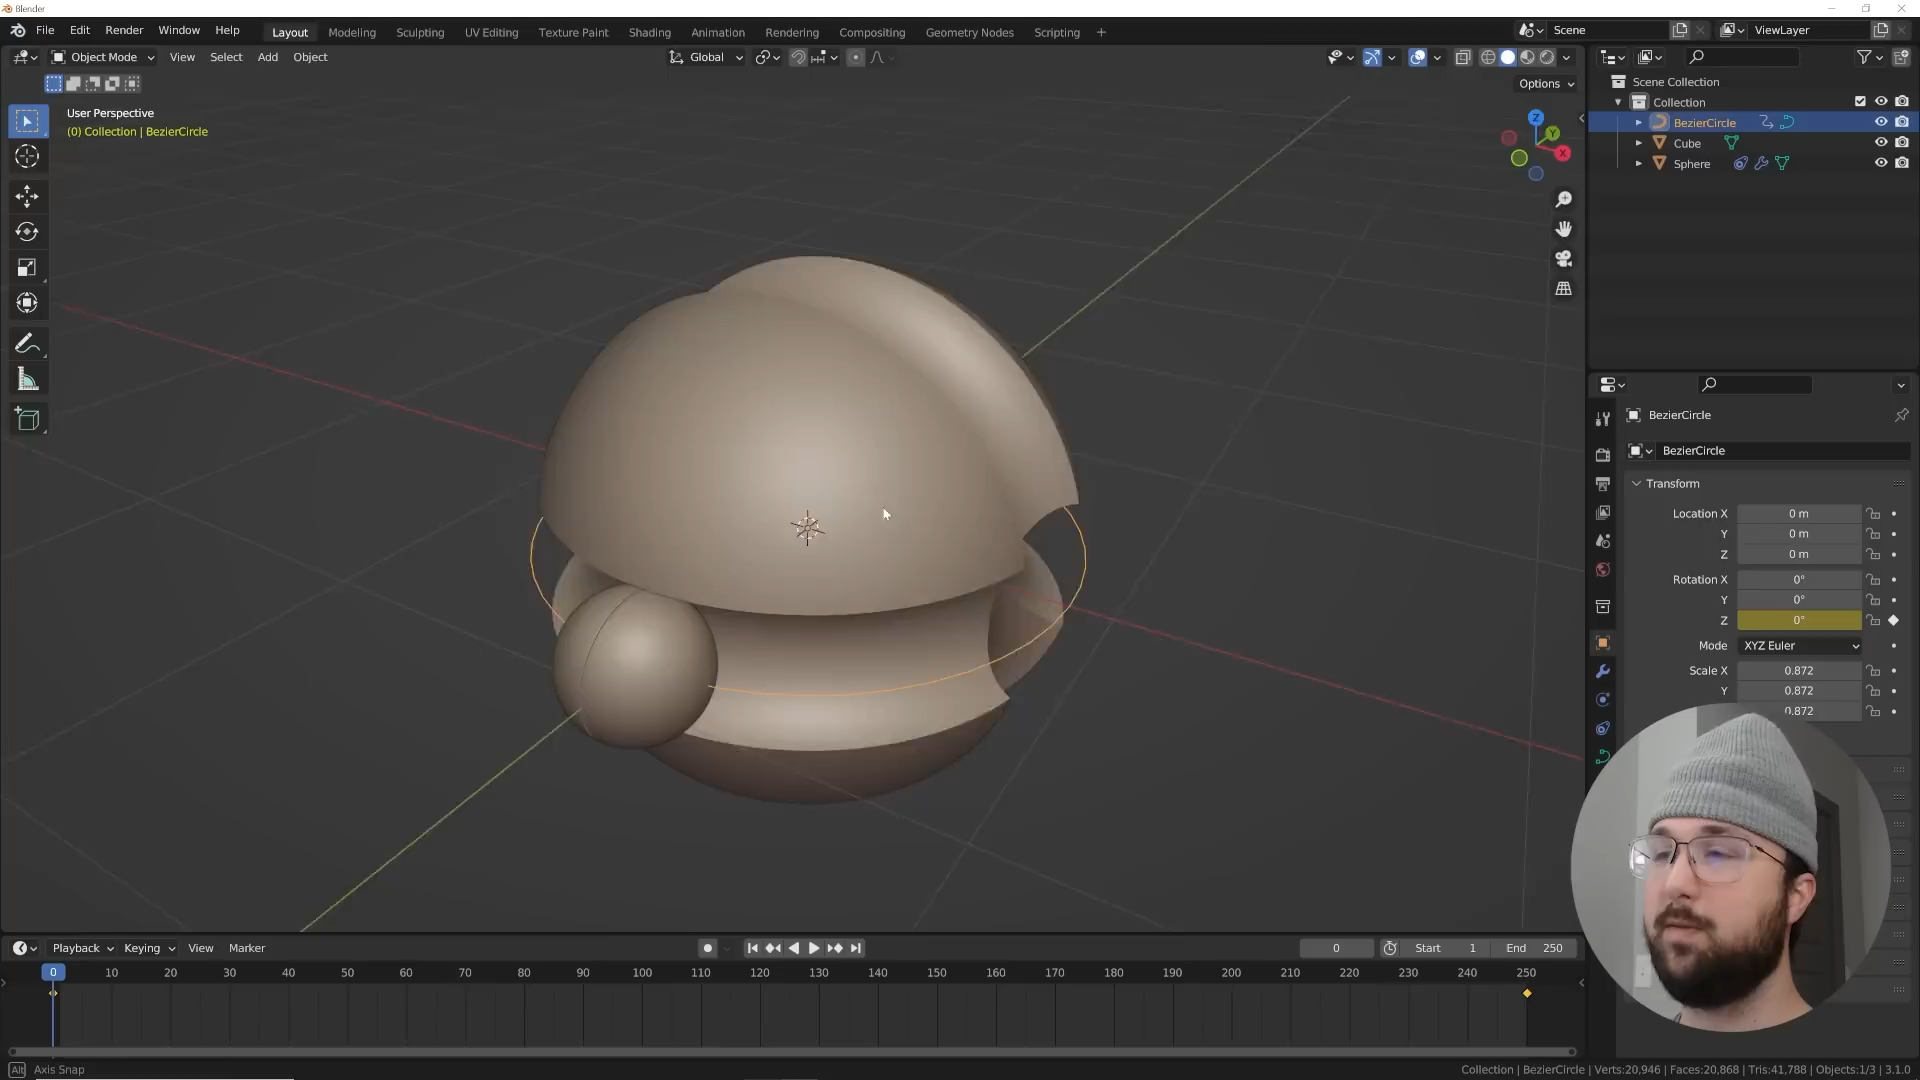 Blender
File Edit Render Window Help Layout Modeling Sculpting UV Editing Texture Paint Shading Animation Rendering Compositing Geometry Nodes Scripting + Scene ViewLayer
Object Mode View Select Add Object Global
Options
User Perspective
(0) Collection | BezierCircle
Z
Y
X
Scene Collection
Collection
BezierCircle
Cube
Sphere
BezierCircle
BezierCircle
Transform
Location X 0 m
Y 0 m
Z 0 m
Rotation X 0°
Y 0°
Z 0°
Mode XYZ Euler
Scale X 0.872
Y 0.872
0.872
Playback Keying View Marker 0 Start 1 End 250
0 10 20 30 40 50 60 70 80 90 100 110 120 130 140 150 160 170 180 190 200 210 220 230 240 250
Alt Axis Snap
Collection | BezierCircle | Verts:20,946 | Faces:20,868 | Tris:41,788 | Objects:1/3 | 3.1.0